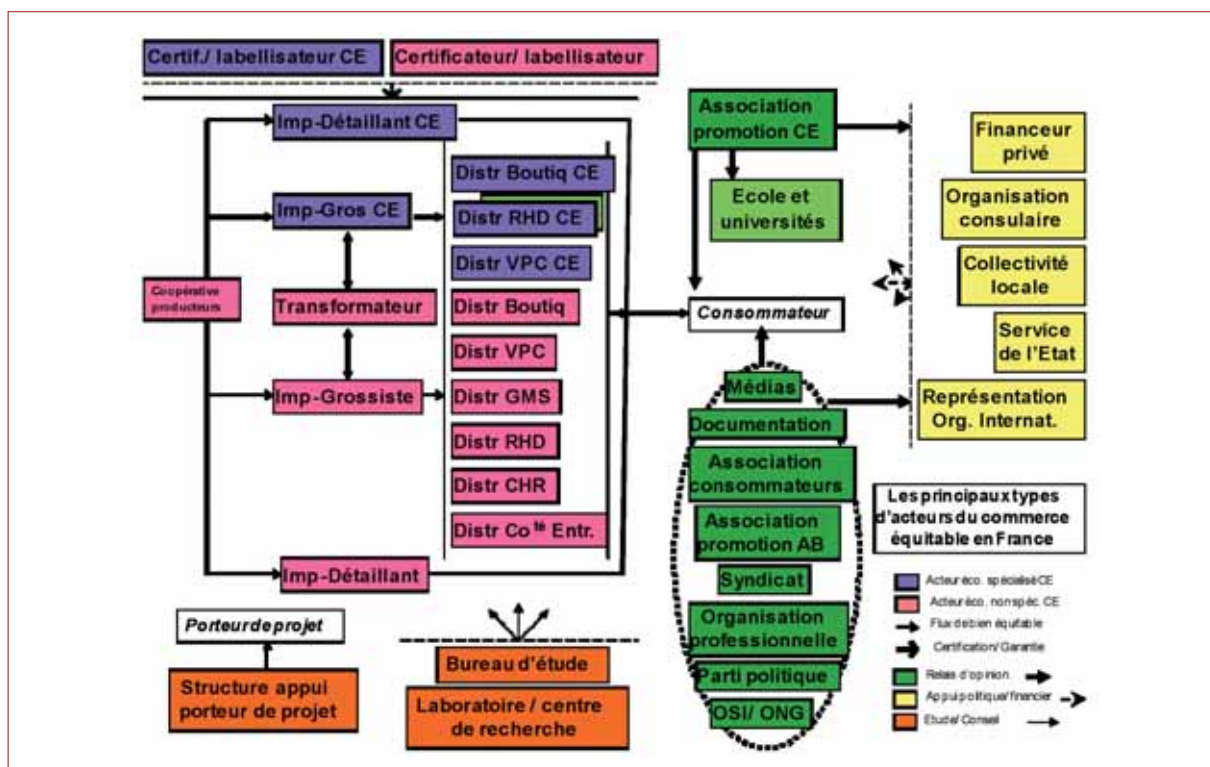 Certif./ labellisateur CE
Certificateur/ labellisateur
Imp-Détaillant CE
Imp-Gros CE
Coopérative
producteurs
Transformateur
Imp-Grossiste
Imp-Détaillant
Distr Boutiq CE
Distr RHD CE
Distr VPC CE
Distr Boutiq
Distr VPC
Distr GMS
Distr RHD
Distr CHR
Distr Co té Entr.
Porteur de projet
Structure appui
porteur de projet
Bureau d'étude
Laboratoire / centre
de recherche
Association
promotion CE
Ecole et
universités
Consommateur
Médias
Documentation
Association
consommateurs
Association
promotion AB
Syndicat
Organisation
professionnelle
Parti politique
OSI/ ONG
Financeur
privé
Organisation
consulaire
Collectivité
locale
Service
de l'Etat
Représentation
Org. Internat.
Les principaux types
d'acteurs du commerce
équitable en France
Acteur éco. spécialisé CE
Acteur éco. non spéc. CE
Flux de bien équitable
Certification/ Garantie
Relais d'opinion
Appui politique/ financier
Etude/ Conseil